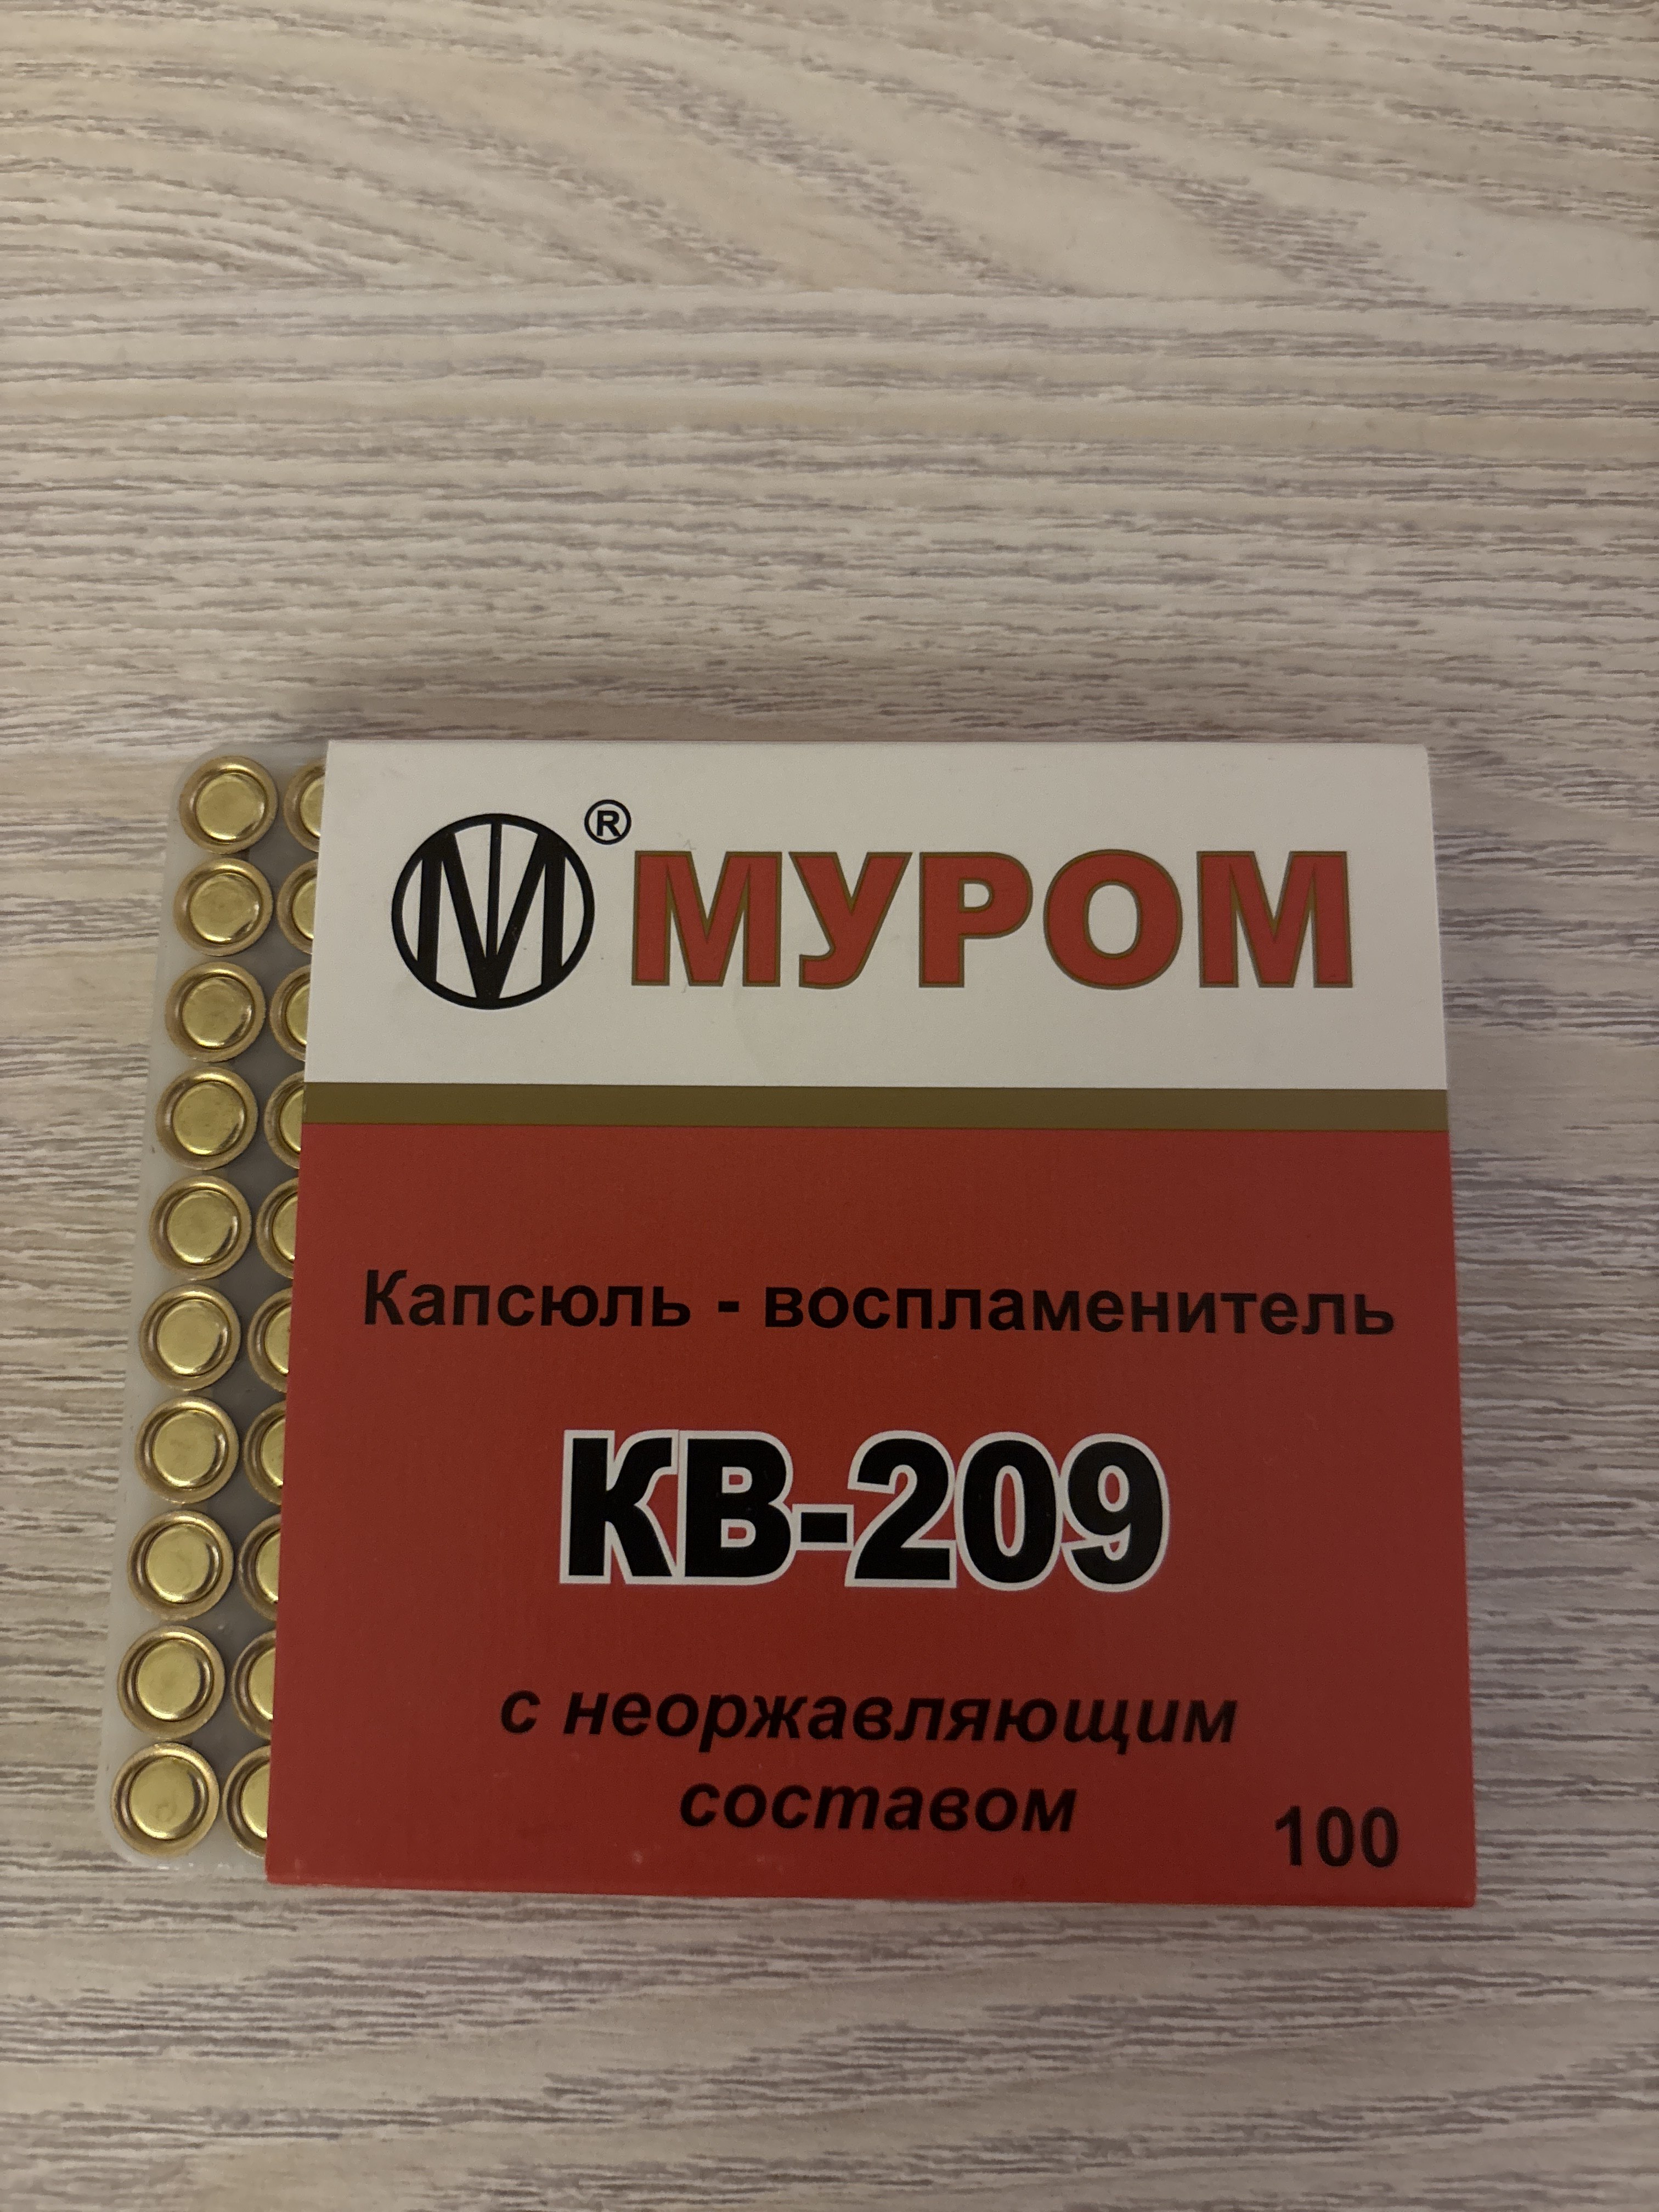 ® МУРОМ
Капсюль - воспламенитель
КВ-209
с неоржавляющим
составом
100